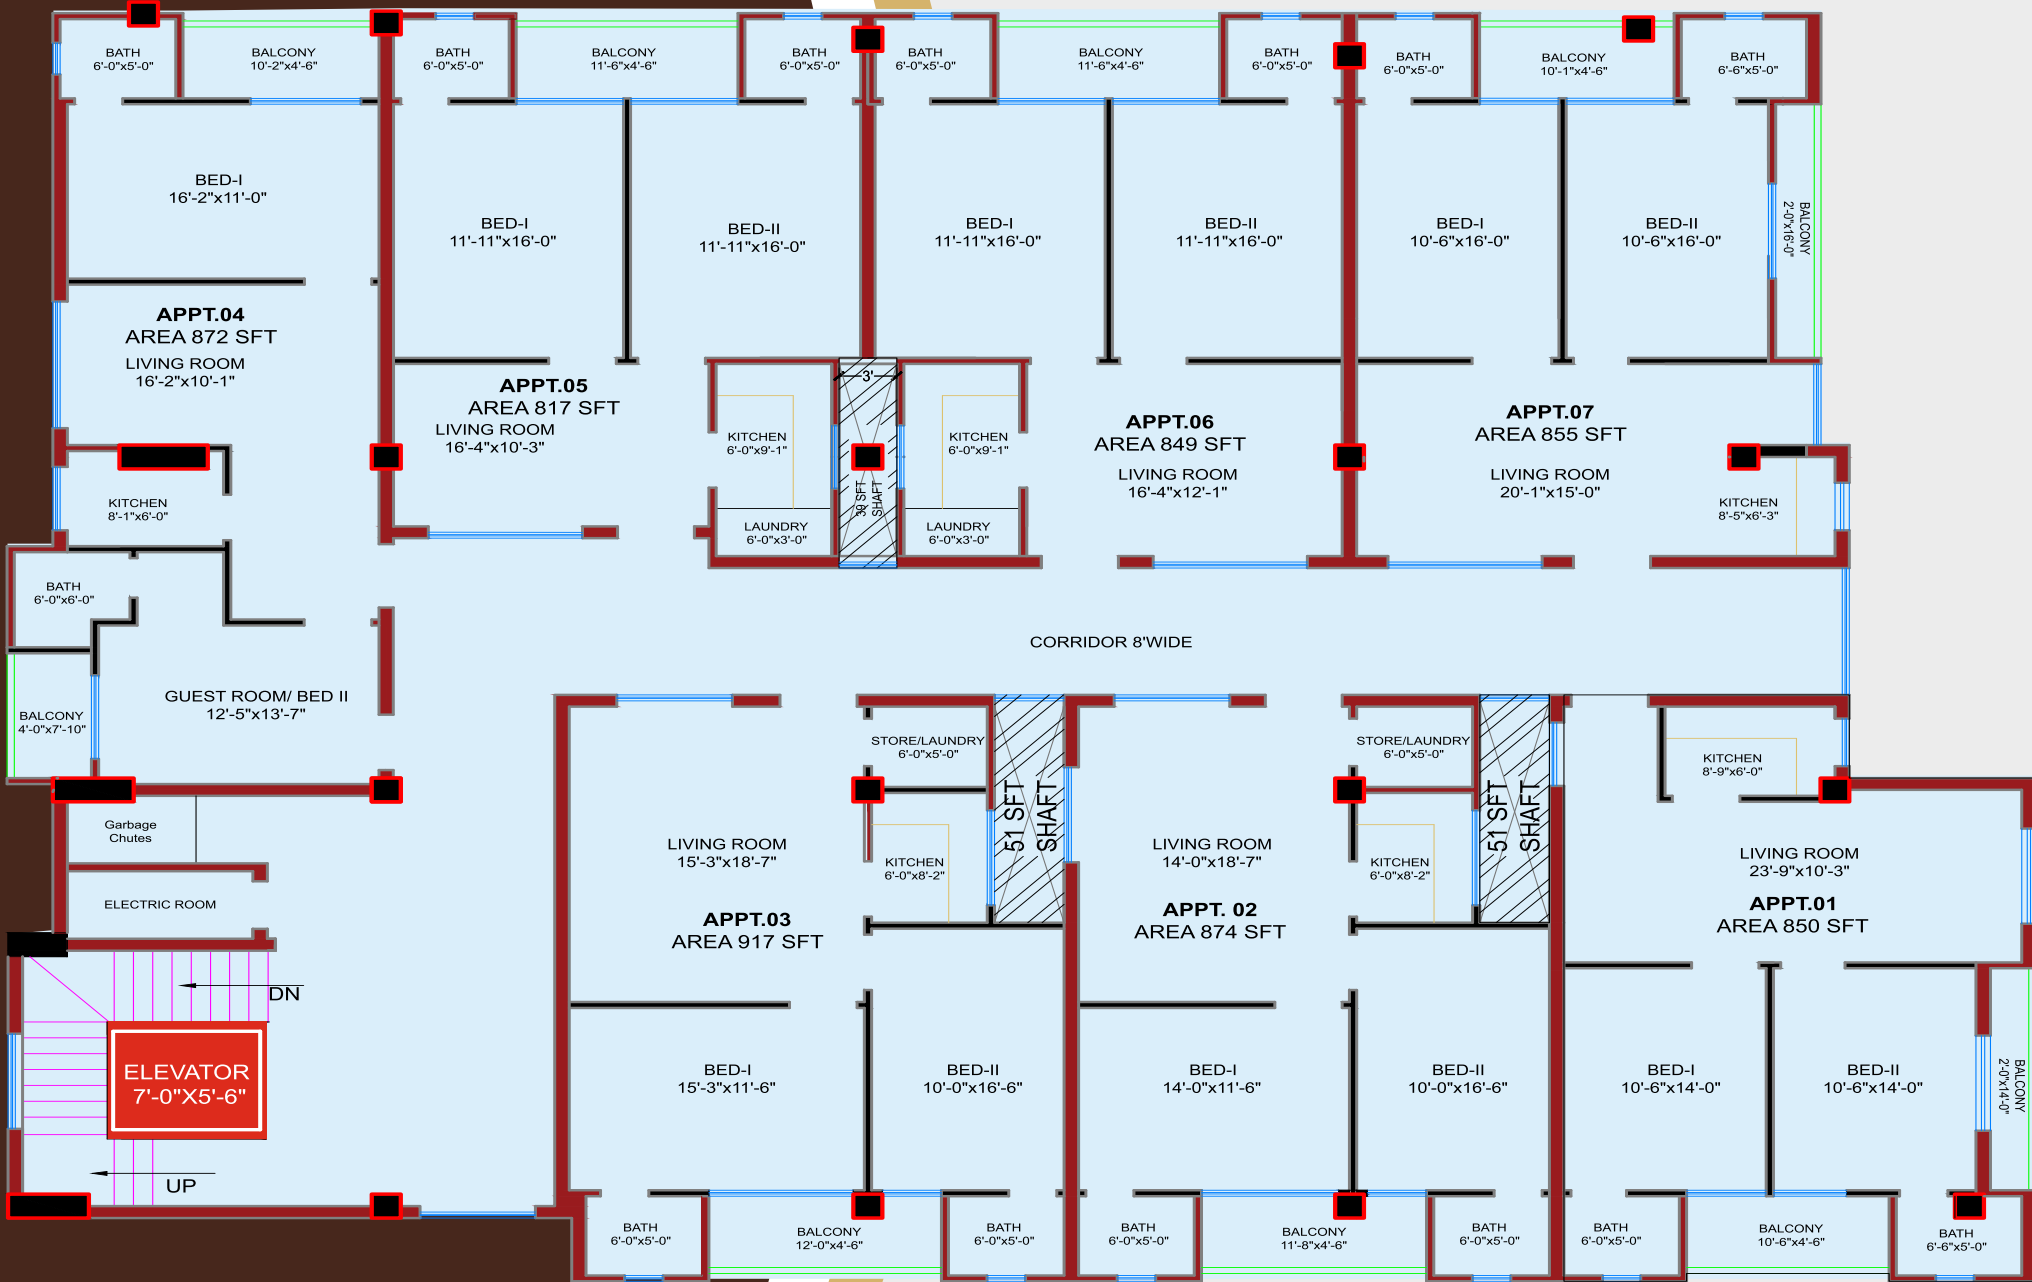 BATH
6'-0"x5'-0"
BALCONY
10'-2"x4'-6"
BATH
6'-0"x5'-0"
BALCONY
11'-6"x4'-6"
BATH
6'-0"x5'-0"
BATH
6'-0"x5'-0"
BALCONY
11'-6"x4'-6"
BATH
6'-0"x5'-0"
BATH
6'-0"x5'-0"
BALCONY
10'-1"x4'-6"
BATH
6'-6"x5'-0"
BED-I
16'-2"x11'-0"
BED-I
11'-11"x16'-0"
BED-II
11'-11"x16'-0"
BED-I
11'-11"x16'-0"
BED-II
11'-11"x16'-0"
BED-I
10'-6"x16'-0"
BED-II
10'-6"x16'-0"
BALCONY
2'-0"x16'-0"
APPT.04
AREA 872 SFT
LIVING ROOM
16'-2"x10'-1"
APPT.05
AREA 817 SFT
LIVING ROOM
16'-4"x10'-3"
KITCHEN
6'-0"x9'-1"
LAUNDRY
6'-0"x3'-0"
3'
39 SFT
SHAFT
KITCHEN
6'-0"x9'-1"
LAUNDRY
6'-0"x3'-0"
APPT.06
AREA 849 SFT
LIVING ROOM
16'-4"x12'-1"
APPT.07
AREA 855 SFT
LIVING ROOM
20'-1"x15'-0"
KITCHEN
8'-5"x6'-3"
KITCHEN
8'-1"x6'-0"
BATH
6'-0"x6'-0"
BALCONY
4'-0"x7'-10"
GUEST ROOM/ BED II
12'-5"x13'-7"
CORRIDOR 8'WIDE
Garbage
Chutes
ELECTRIC ROOM
DN
ELEVATOR
7'-0"X5'-6"
UP
STORE/LAUNDRY
6'-0"x5'-0"
LIVING ROOM
15'-3"x18'-7"
KITCHEN
6'-0"x8'-2"
51 SFT
SHAFT
APPT.03
AREA 917 SFT
BED-I
15'-3"x11'-6"
BED-II
10'-0"x16'-6"
BATH
6'-0"x5'-0"
BALCONY
12'-0"x4'-6"
BATH
6'-0"x5'-0"
STORE/LAUNDRY
6'-0"x5'-0"
LIVING ROOM
14'-0"x18'-7"
KITCHEN
6'-0"x8'-2"
51 SFT
SHAFT
APPT. 02
AREA 874 SFT
BED-I
14'-0"x11'-6"
BED-II
10'-0"x16'-6"
BATH
6'-0"x5'-0"
BALCONY
11'-8"x4'-6"
BATH
6'-0"x5'-0"
KITCHEN
8'-9"x6'-0"
LIVING ROOM
23'-9"x10'-3"
APPT.01
AREA 850 SFT
BED-I
10'-6"x14'-0"
BED-II
10'-6"x14'-0"
BALCONY
2'-0"x14'-0"
BATH
6'-0"x5'-0"
BALCONY
10'-6"x4'-6"
BATH
6'-6"x5'-0"